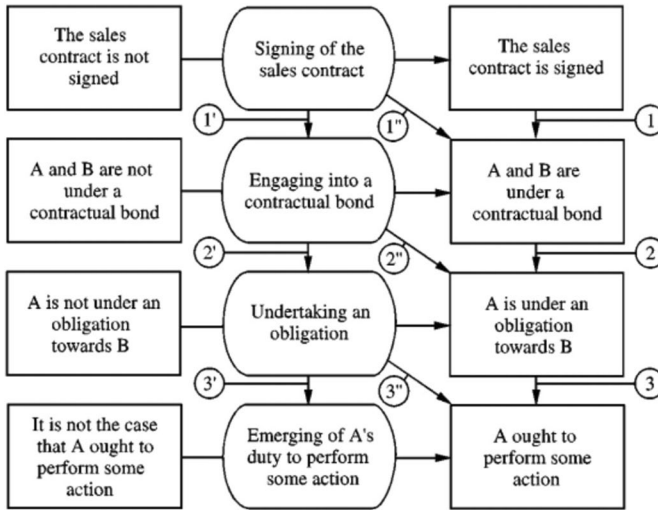 The sales
contract is not
signed
Signing of the
sales contract
The sales
contract is signed
1'
1"
1
A and B are not
under a
contractual bond
Engaging into a
contractual bond
A and B are
under a
contractual bond
2'
2"
2
A is not under an
obligation
towards B
Undertaking an
obligation
A is under an
obligation
towards B
3'
3"
3
It is not the case
that A ought to
perform some
action
Emerging of A's
duty to perform
some action
A ought to
perform some
action